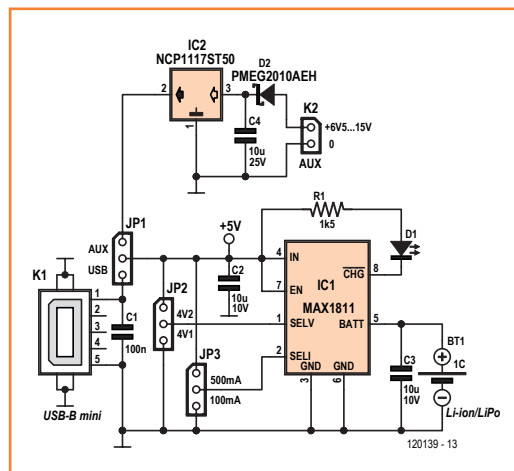 IC2
NCP1117ST50
D2
PMEG2010AEH
2
3
1
K2
+6V5...15V
0
AUX
C4
10u
25V
R1
1k5
JP1
+5V
D1
AUX
USB
K1
1
2
3
4
5
C1
100n
USB-B mini
JP2
4V2
4V1
C2
10u
10V
JP3
500mA
100mA
4
IN
7
EN
IC1
MAX1811
CHG
8
1
SELV
BATT
5
2
SELI
GND
3
GND
6
C3
10u
10V
BT1
1C
Li-ion/LiPo
120139 - 13